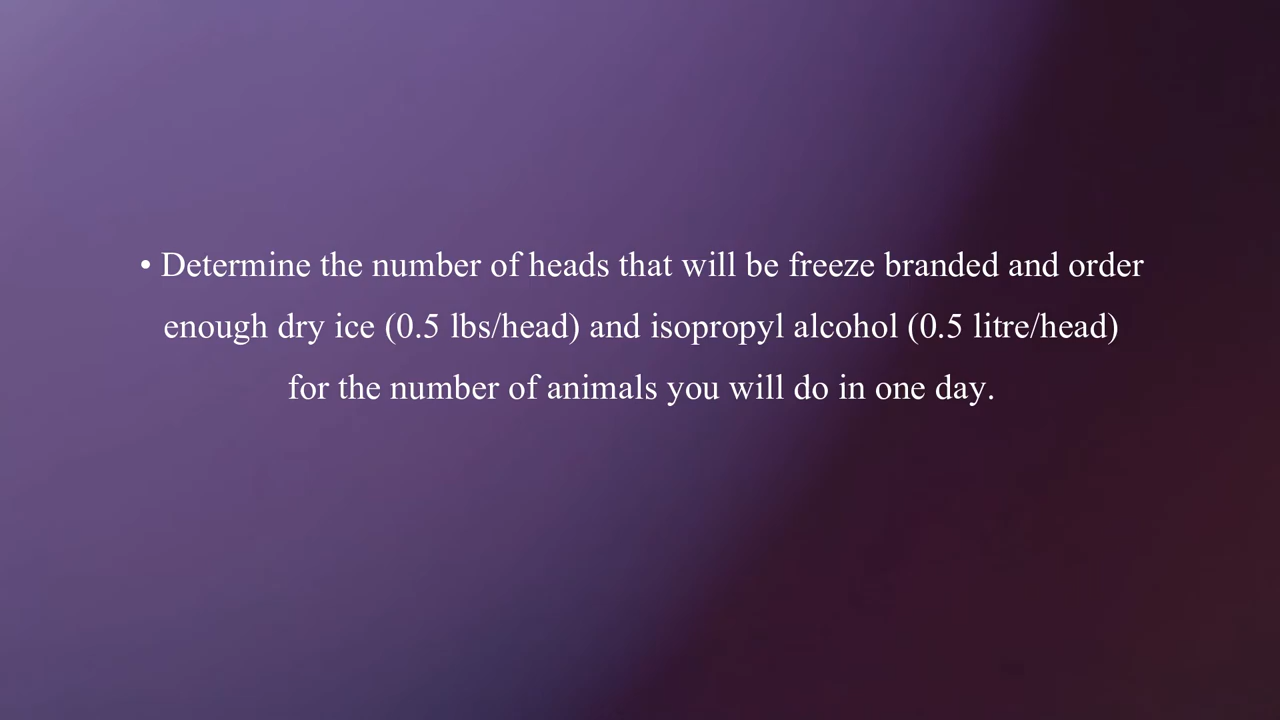 • Determine the number of heads that will be freeze branded and order
enough dry ice (0.5 lbs/head) and isopropyl alcohol (0.5 litre/head)
for the number of animals you will do in one day.